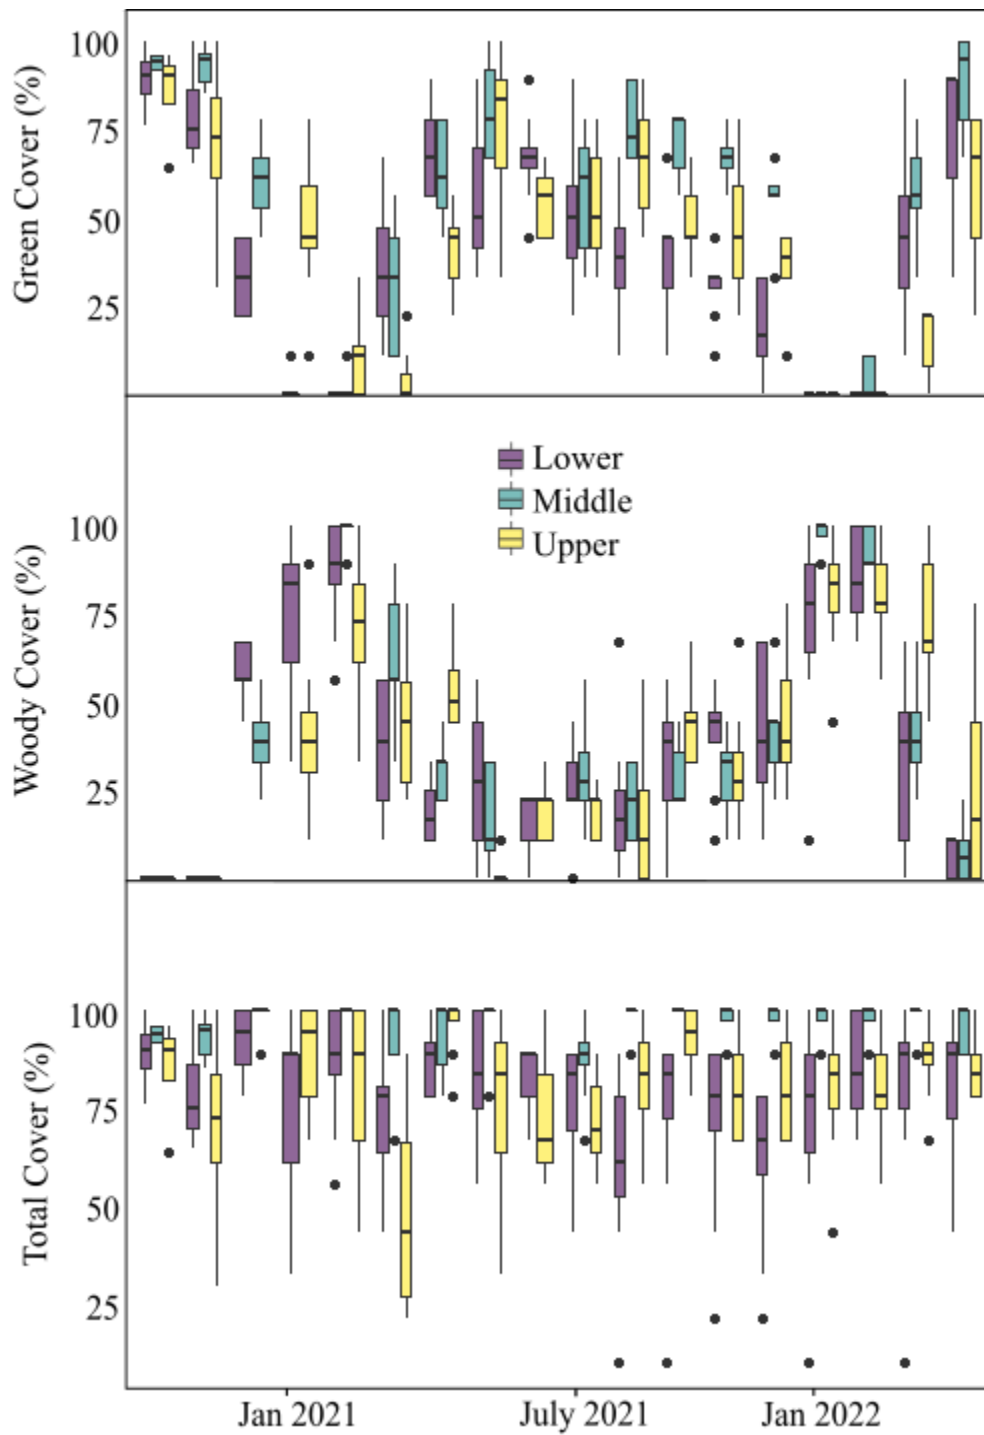 Green Cover (%)
100
75
50
25
Woody Cover (%)
100
75
50
25
Lower
Middle
Upper
Total Cover (%)
100
75
50
25
Jan 2021
July 2021
Jan 2022